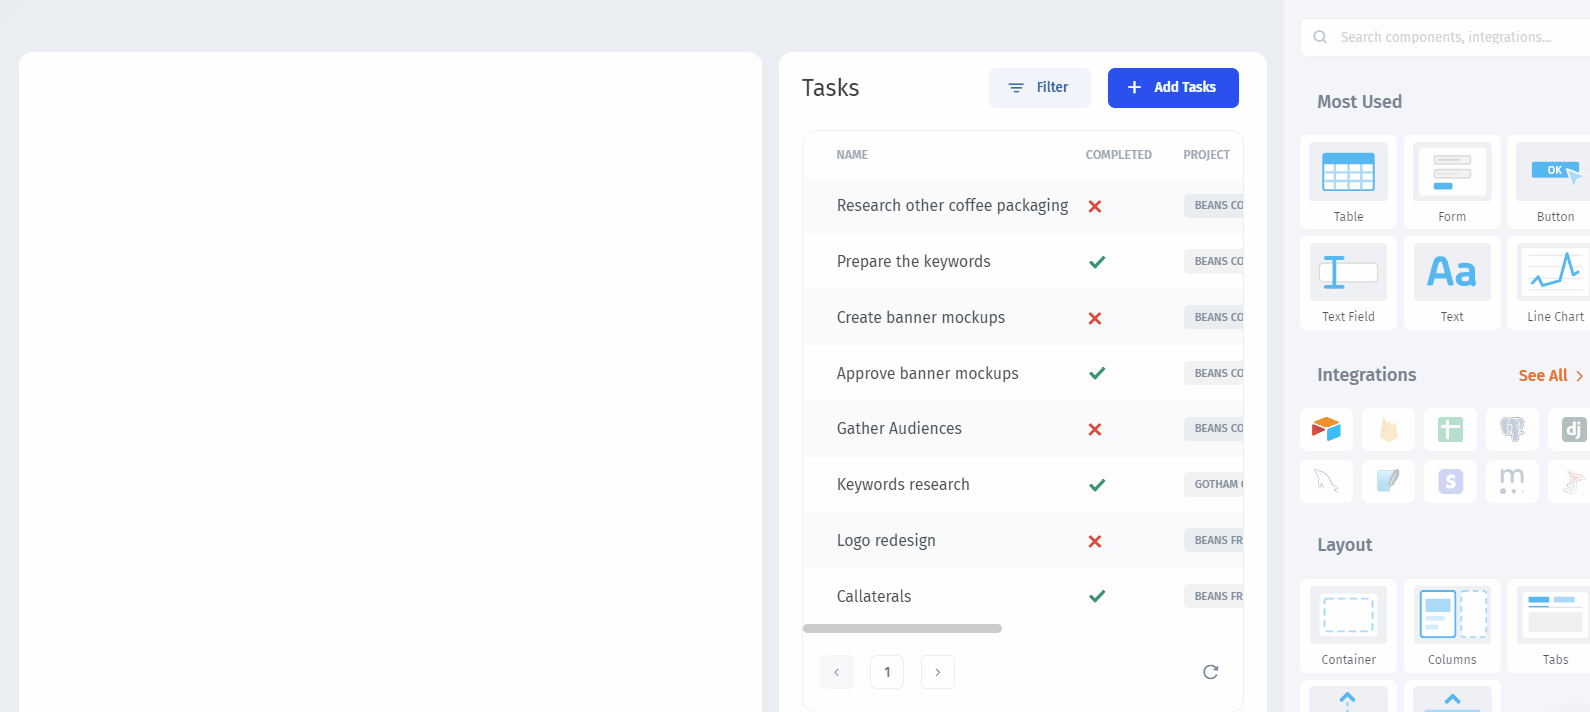 Tasks
Filter
Add Tasks
NAME COMPLETED PROJECT
Research other coffee packaging BEANS CO
Prepare the keywords BEANS CO
Create banner mockups BEANS CO
Approve banner mockups BEANS CO
Gather Audiences BEANS CO
Keywords research GOTHAM
Logo redesign BEANS FR
Callaterals BEANS FR
1
Search components, integrations...
Most Used
OK
Table Form Button
Aa
Text Field Text Line Chart
Integrations See All
dj
S m
Layout
Container Columns Tabs